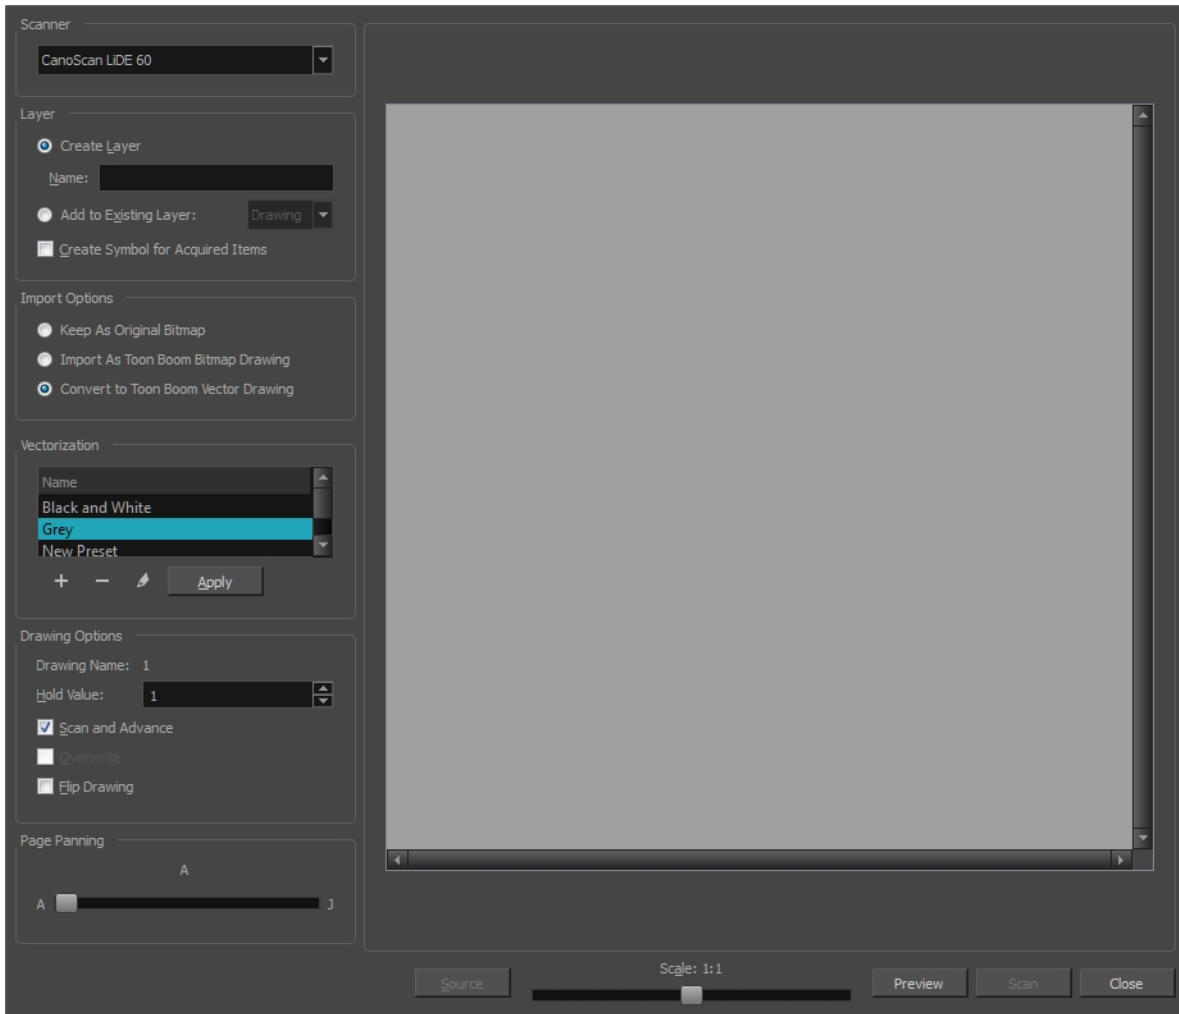 Scanner
CanoScan LiDE 60
Layer
Create Layer
Name:
Add to Existing Layer: Drawing
Create Symbol for Acquired Items
Import Options
Keep As Original Bitmap
Import As Toon Boom Bitmap Drawing
Convert to Toon Boom Vector Drawing
Vectorization
Name
Black and White
Grey
New Preset
Apply
Drawing Options
Drawing Name: 1
Hold Value: 1
Scan and Advance
Overwrite
Flip Drawing
Page Panning
A
A J
Scale: 1:1
Source Preview Scan Close